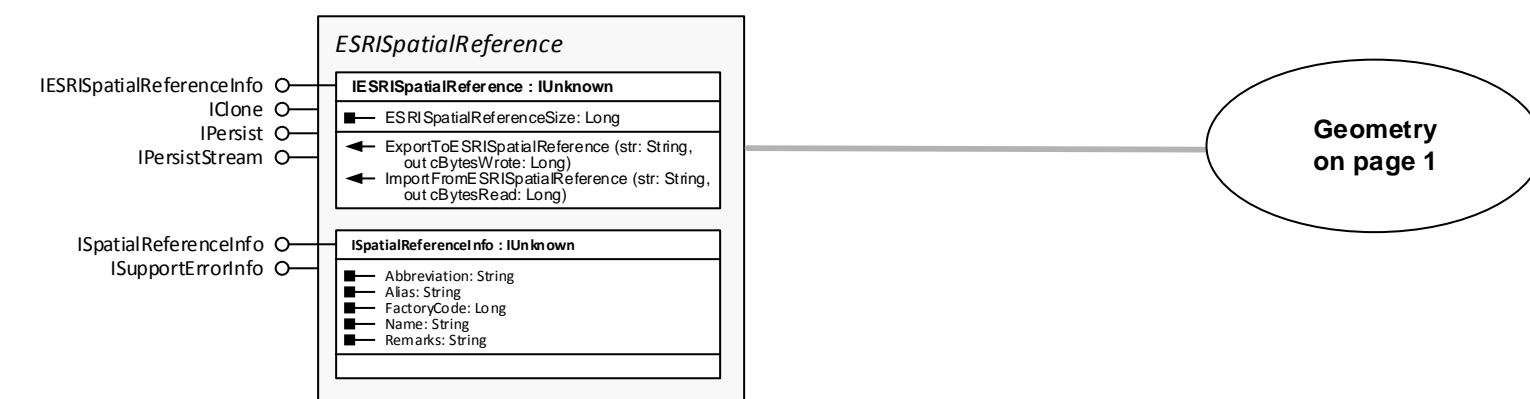 ESRISpatialReference
IESRISpatialReferenceInfo
IClone
IPersist
IPersistStream
IESRISpatialReference : IUnknown
ESRISpatialReferenceSize: Long
ExportToESRISpatialReference (str: String,
out cBytesWrote: Long)
ImportFromESRISpatialReference (str: String,
out cBytesRead: Long)
ISpatialReferenceInfo
ISupportErrorInfo
ISpatialReferenceInfo : IUnknown
Abbreviation: String
Alias: String
FactoryCode: Long
Name: String
Remarks: String
Geometry
on page 1